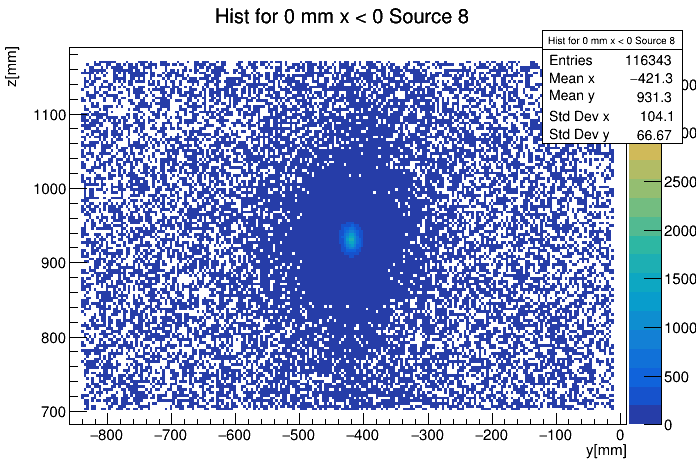 Hist for 0 mm x < 0 Source 8
z[mm]
Hist for 0 mm x < 0 Source 8
Entries 116343
Mean x −421.3
Mean y 931.3
Std Dev x 104.1
Std Dev y 66.67
1100
1000
900
800
700
−800 −700 −600 −500 −400 −300 −200 −100 0
y[mm]
2500
2000
1500
1000
500
0